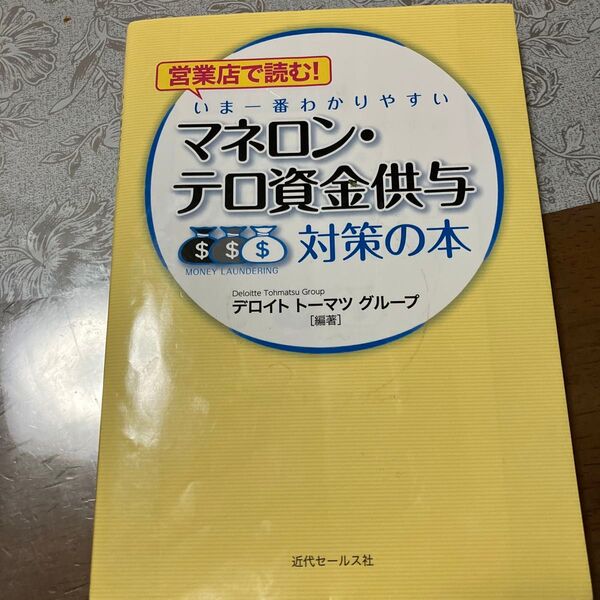 営業店で読む!
いま一番わかりやすい
マネロン・
テロ資金供与
$ $ $
対策の本
MONEY LAUNDERING
Deloitte Tohmatsu Group
デロイト トーマツ グループ
[編著]
近代セールス社